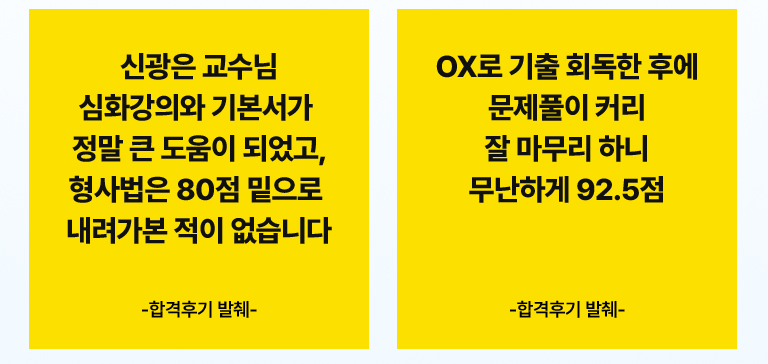 신광은 교수님
심화강의와 기본서가
정말 큰 도움이 되었고,
형사법은 80점 밑으로
내려가본 적이 없습니다
-합격후기 발췌-
OX로 기출 회독한 후에
문제풀이 커리
잘 마무리 하니
무난하게 92.5점
-합격후기 발췌-